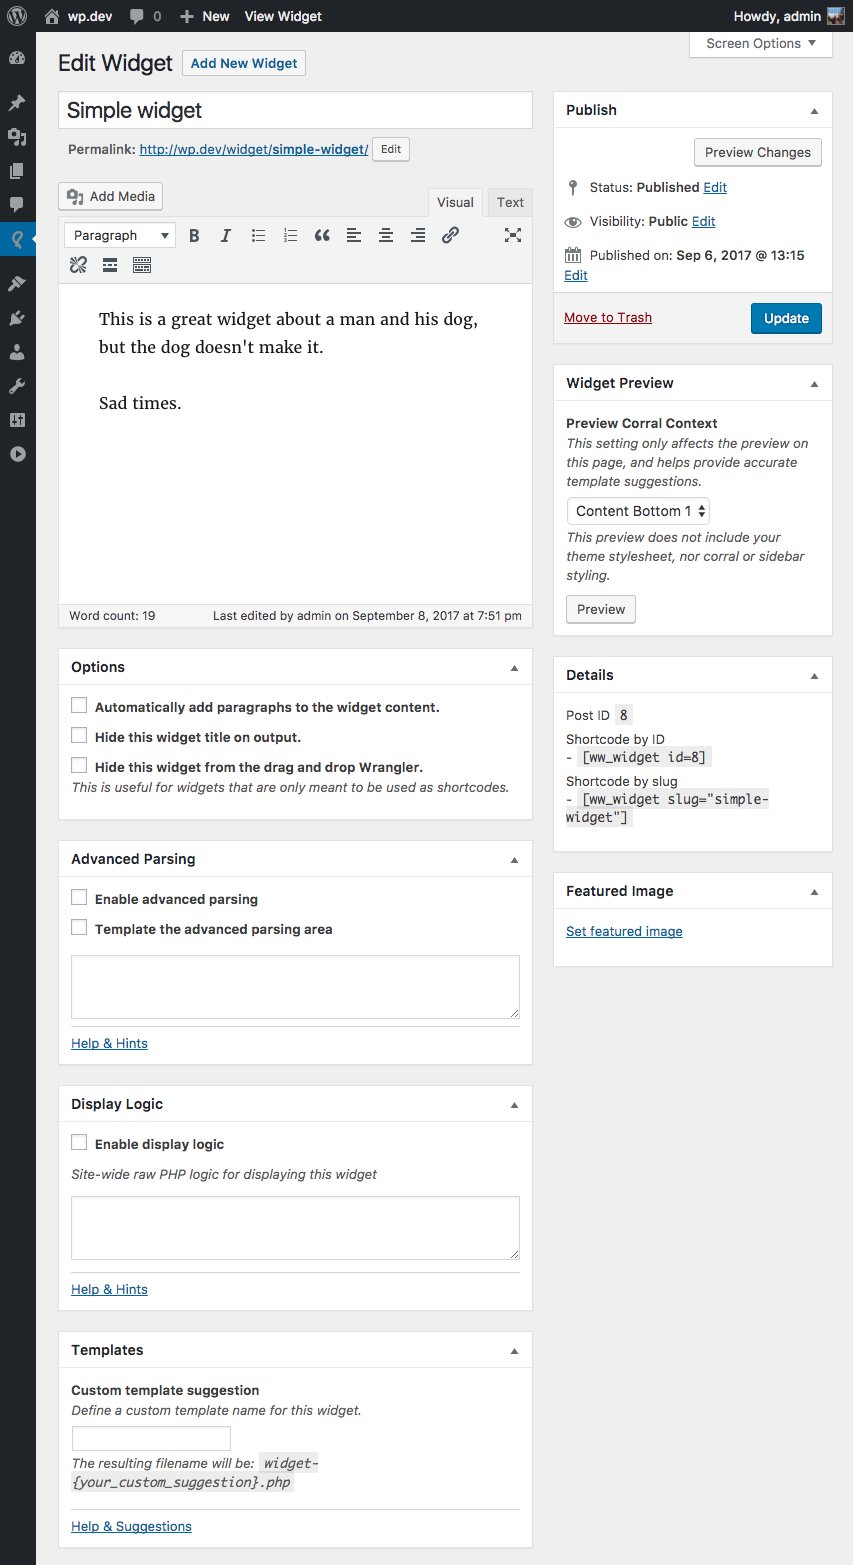 wp.dev 0 New View Widget Howdy, admin
Screen Options
Edit Widget Add New Widget
Simple widget
Permalink: http://wp.dev/widget/simple-widget/ Edit
Add Media
Visual Text
Paragraph
This is a great widget about a man and his dog,
but the dog doesn't make it.
Sad times.
Word count: 19 Last edited by admin on September 8, 2017 at 7:51 pm
Options
Automatically add paragraphs to the widget content.
Hide this widget title on output.
Hide this widget from the drag and drop Wrangler.
This is useful for widgets that are only meant to be used as shortcodes.
Advanced Parsing
Enable advanced parsing
Template the advanced parsing area
Help & Hints
Display Logic
Enable display logic
Site-wide raw PHP logic for displaying this widget
Help & Hints
Templates
Custom template suggestion
Define a custom template name for this widget.
The resulting filename will be: widget-
{your_custom_suggestion}.php
Help & Suggestions
Publish
Preview Changes
Status: Published Edit
Visibility: Public Edit
Published on: Sep 6, 2017 @ 13:15
Edit
Move to Trash Update
Widget Preview
Preview Corral Context
This setting only affects the preview on
this page, and helps provide accurate
template suggestions.
Content Bottom 1
This preview does not include your
theme stylesheet, nor corral or sidebar
styling.
Preview
Details
Post ID 8
Shortcode by ID
- [ww_widget id=8]
Shortcode by slug
- [ww_widget slug="simple-
widget"]
Featured Image
Set featured image